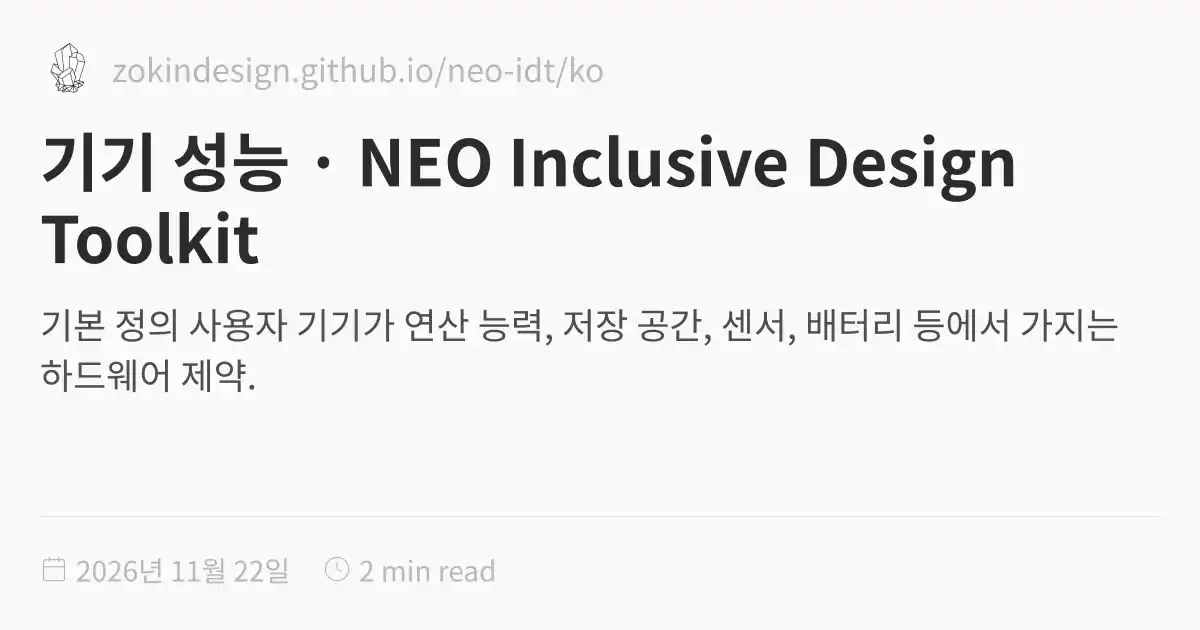 zokindesign.github.io/neo-idt/ko
기기 성능 · NEO Inclusive Design
Toolkit
기본 정의 사용자 기기가 연산 능력, 저장 공간, 센서, 배터리 등에서 가지는
하드웨어 제약.
2026년 11월 22일 2 min read